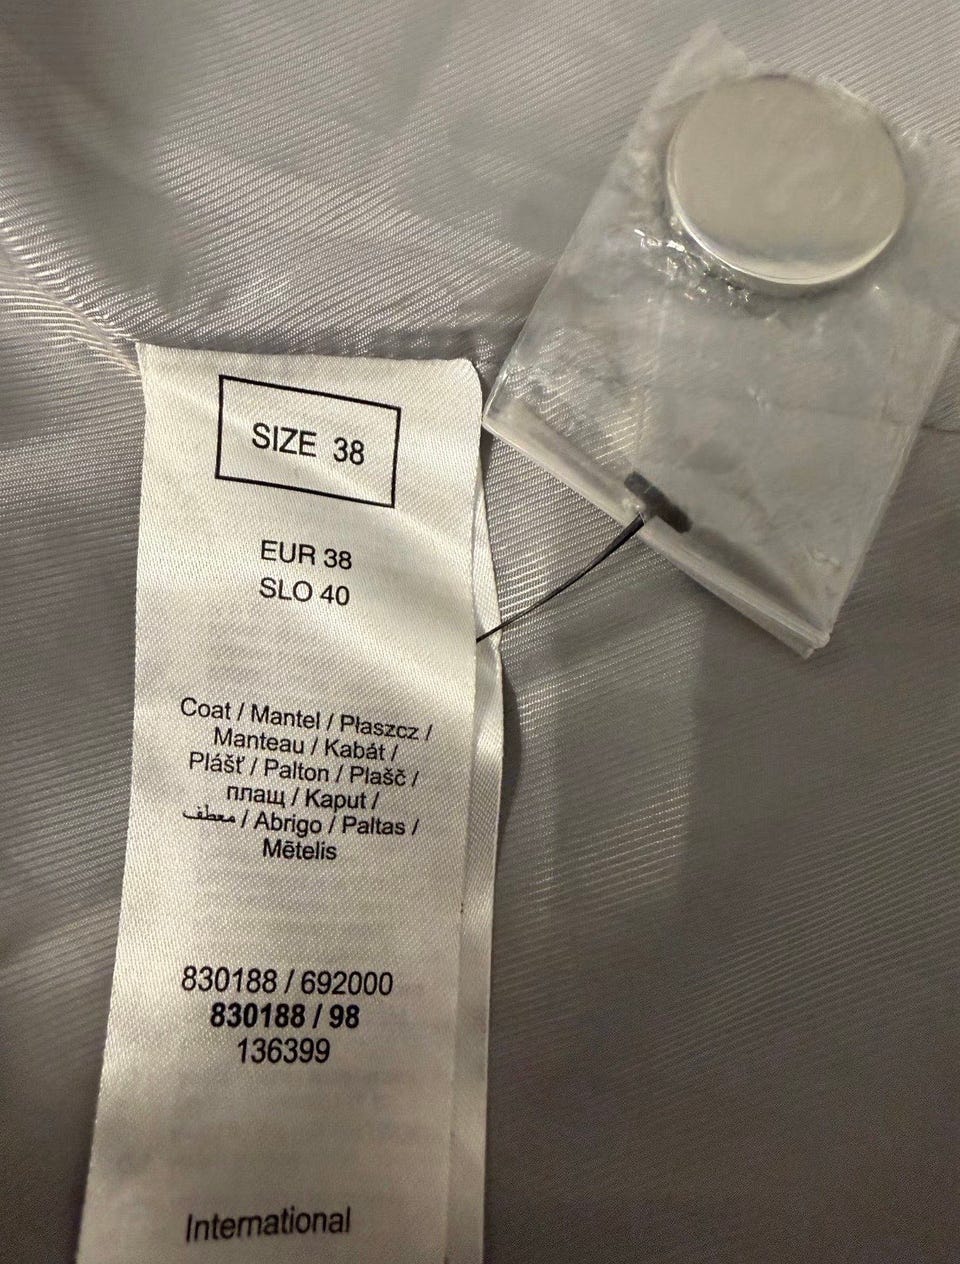 SIZE 38
EUR 38
SLO 40
Coat / Mantel / Płaszcz /
Manteau / Kabát /
Plášť / Palton / Plašč /
плащ / Kaput /
معطف / Abrigo / Paltas /
Mētelis
830188 / 692000
830188 / 98
136399
International